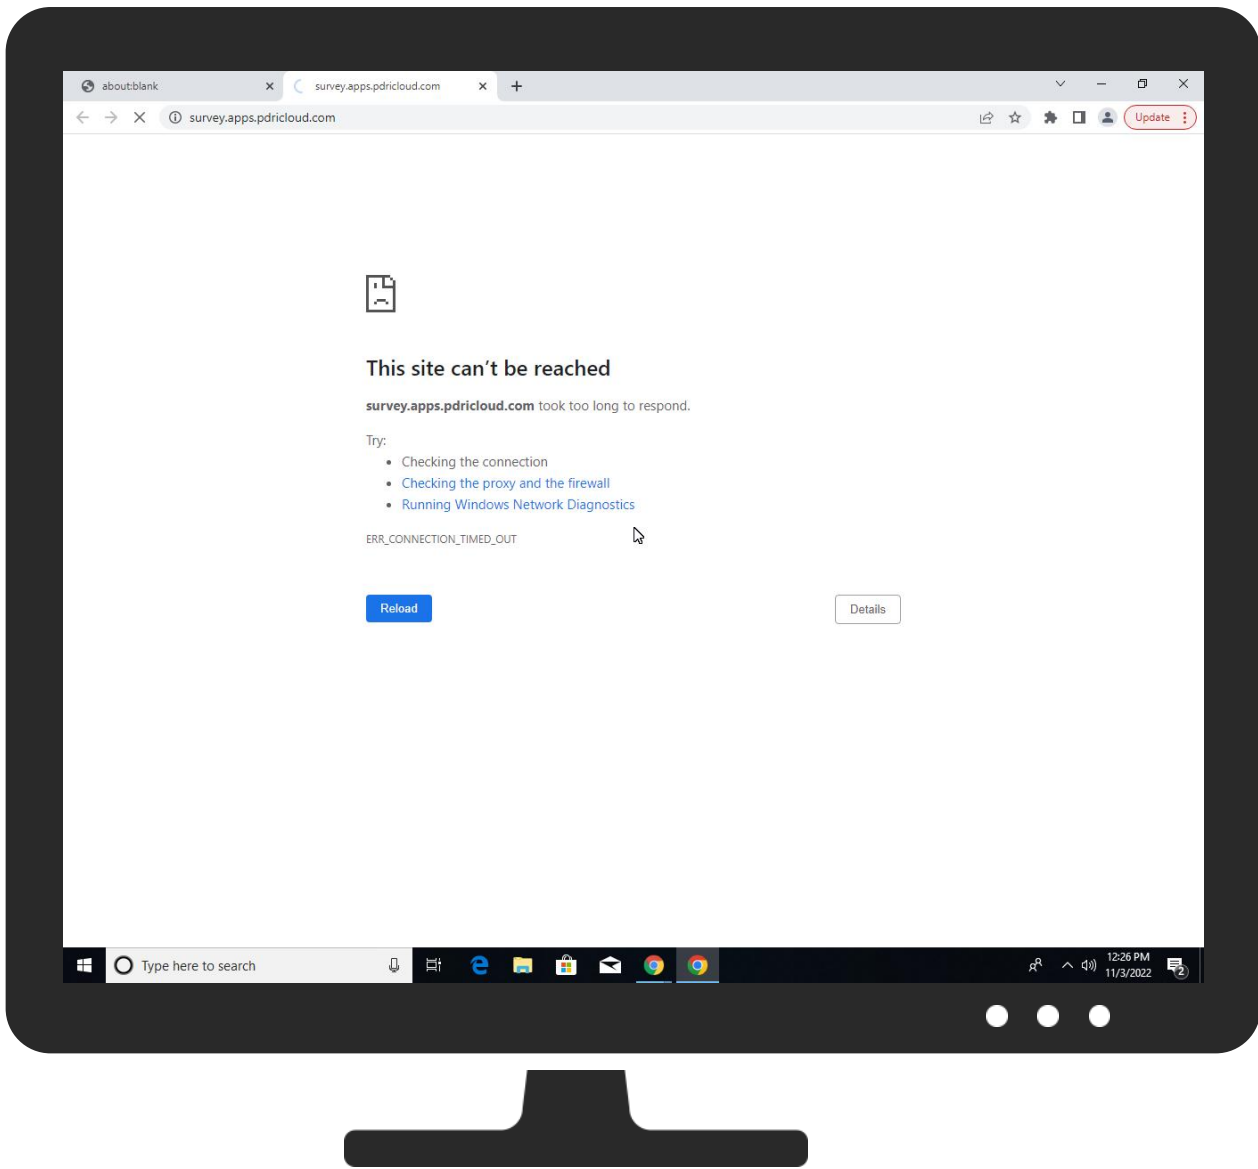 about:blank
survey.apps.pdricloud.com
survey.apps.pdricloud.com
Update
This site can't be reached
survey.apps.pdricloud.com took too long to respond.
Try:
Checking the connection
Checking the proxy and the firewall
Running Windows Network Diagnostics
ERR_CONNECTION_TIMED_OUT
Reload
Details
Type here to search
12:26 PM
11/3/2022
2